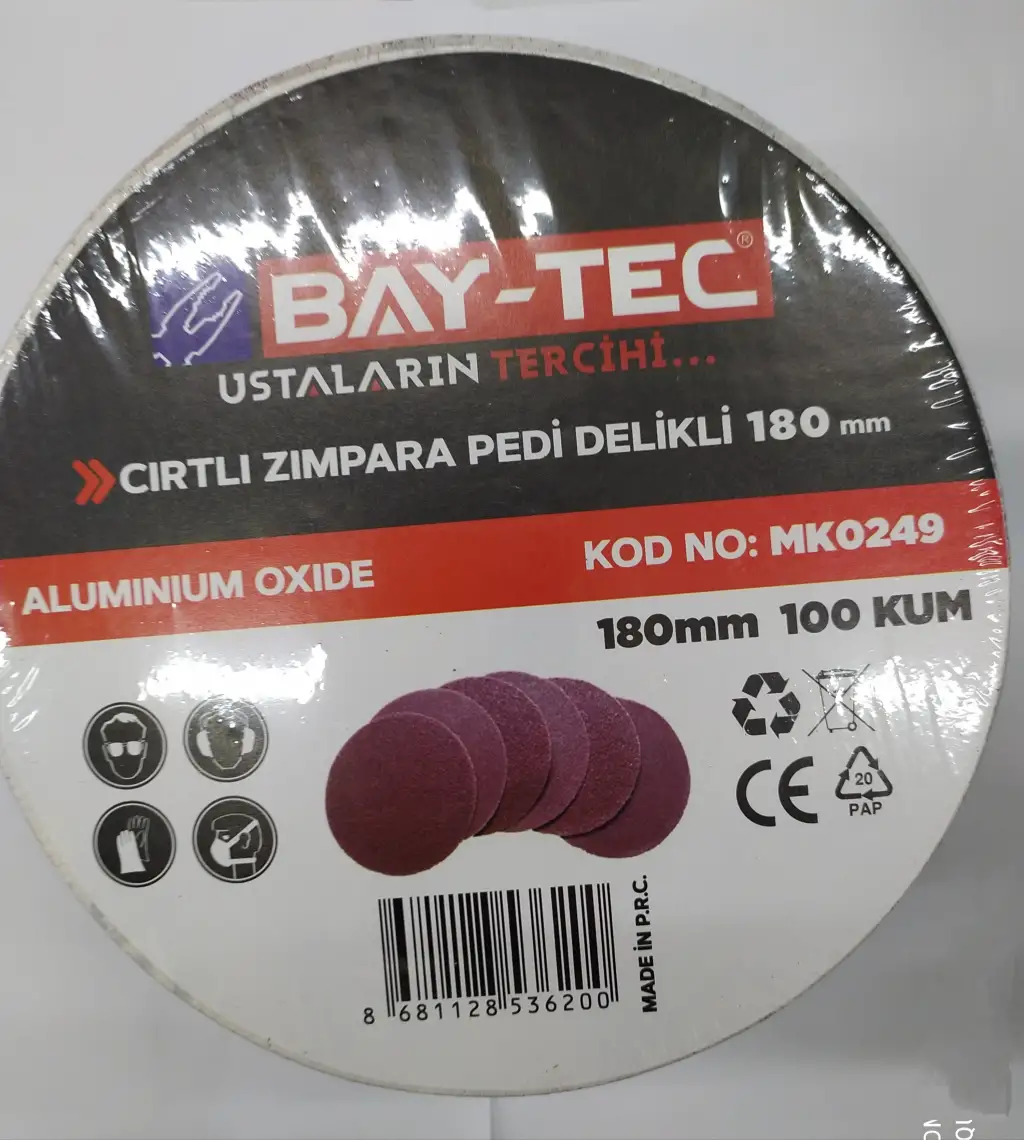 BAY-TEC®
USTALARIN TERCİHİ...
CIRTLI ZIMPARA PEDİ DELİKLİ 180 mm
ALUMINIUM OXIDE
KOD NO: MK0249
180mm 100 KUM
CE
20
PAP
MADE İN P.R.C.
8 681128 536200